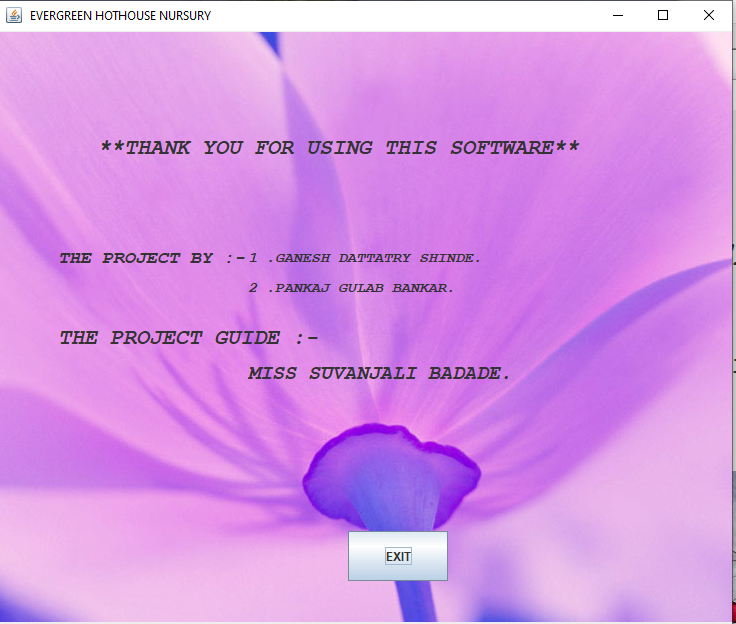 EVERGREEN HOTHOUSE NURSURY
**THANK YOU FOR USING THIS SOFTWARE**
THE PROJECT BY :- 1 .GANESH DATTATRY SHINDE.
2 .PANKAJ GULAB BANKAR.
THE PROJECT GUIDE :-
MISS SUVANJALI BADADE.
EXIT